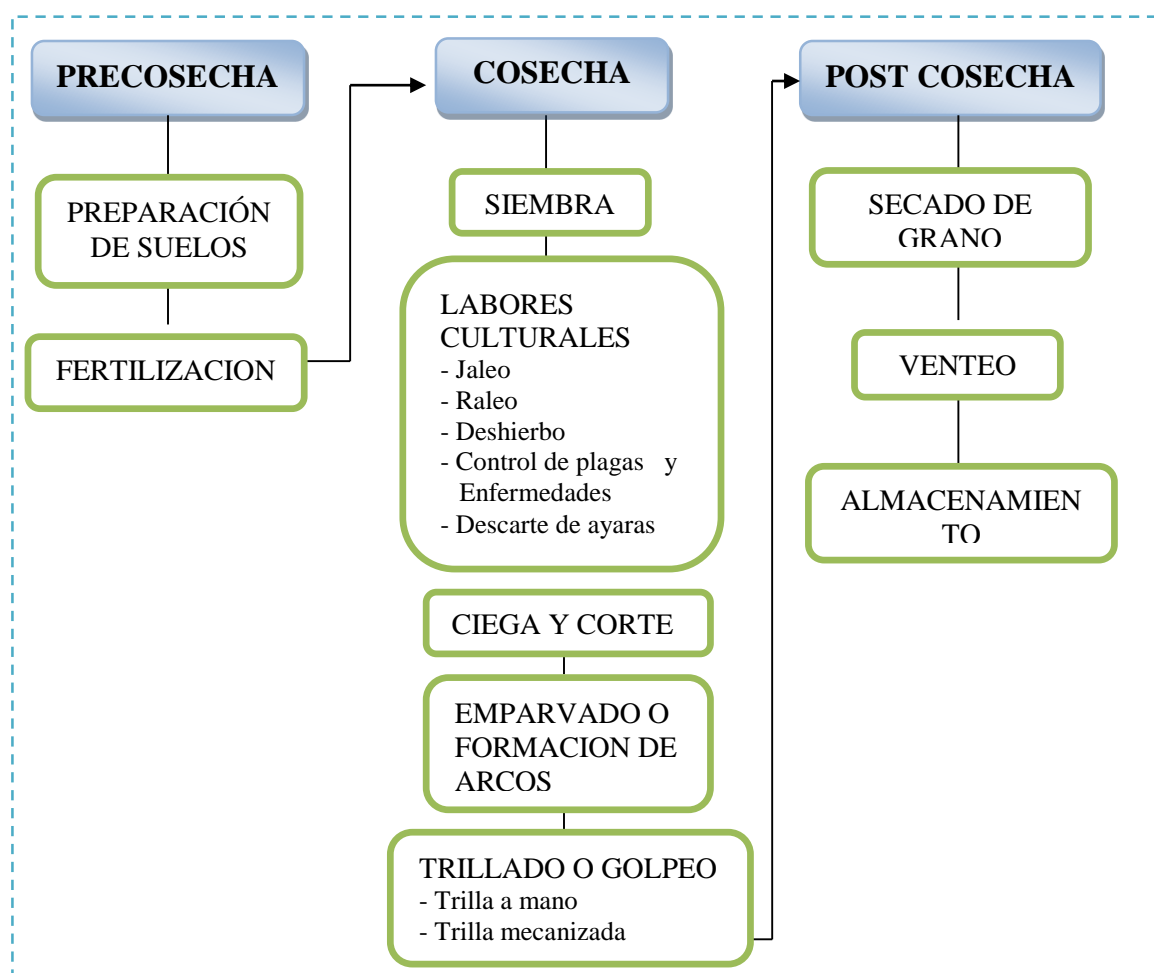 PRECOSECHA
PREPARACIÓN
DE SUELOS
FERTILIZACION
COSECHA
SIEMBRA
LABORES
CULTURALES
- Jaleo
- Raleo
- Deshierbo
- Control de plagas y
Enfermedades
- Descarte de ayaras
CIEGA Y CORTE
EMPARVADO O
FORMACION DE
ARCOS
TRILLADO O GOLPEO
- Trilla a mano
- Trilla mecanizada
POST COSECHA
SECADO DE
GRANO
VENTEO
ALMACENAMIEN
TO